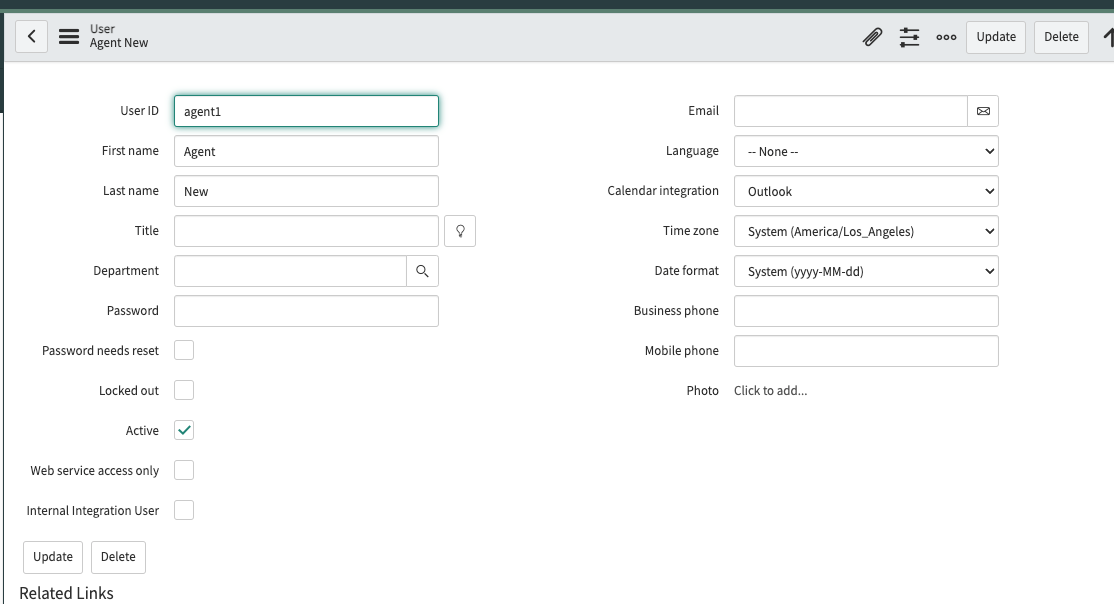 User
Agent New
Update
Delete
User ID
agent1
First name
Agent
Last name
New
Title
Department
Password
Password needs reset
Locked out
Active
Web service access only
Internal Integration User
Email
Language
-- None --
Calendar integration
Outlook
Time zone
System (America/Los_Angeles)
Date format
System (yyyy-MM-dd)
Business phone
Mobile phone
Photo
Click to add...
Update
Delete
Related Links